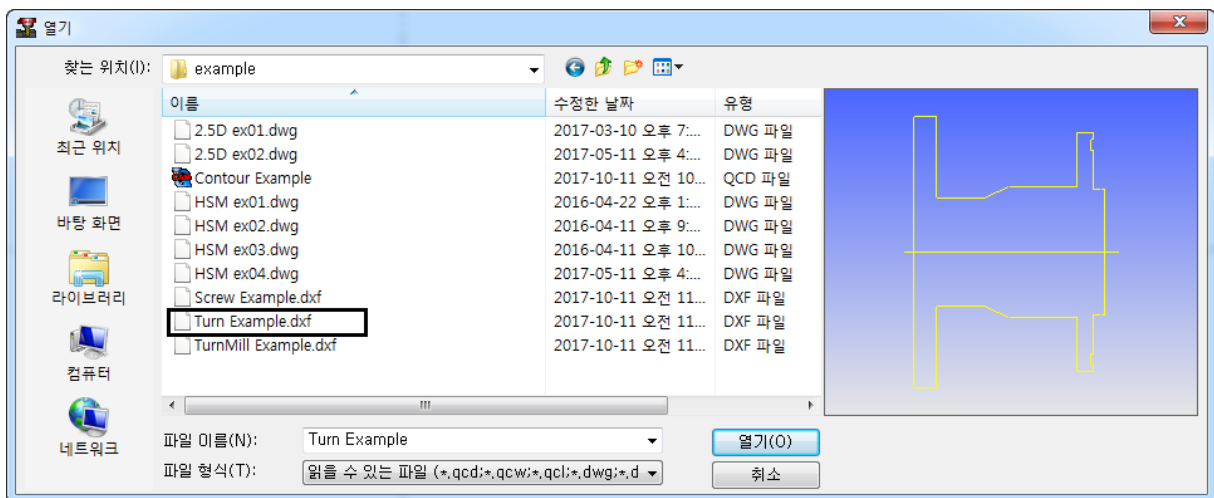 열기
찾는 위치(I):
example
최근 위치
바탕 화면
라이브러리
컴퓨터
네트워크
이름 수정한 날짜 유형
2.5D ex01.dwg 2017-03-10 오후 7:... DWG 파일
2.5D ex02.dwg 2017-05-11 오후 4:... DWG 파일
Contour Example 2017-10-11 오전 10... QCD 파일
HSM ex01.dwg 2016-04-22 오후 1:... DWG 파일
HSM ex02.dwg 2016-04-11 오후 9:... DWG 파일
HSM ex03.dwg 2016-04-11 오후 10... DWG 파일
HSM ex04.dwg 2017-05-11 오후 4:... DWG 파일
Screw Example.dxf 2017-10-11 오전 11... DXF 파일
Turn Example.dxf 2017-10-11 오전 11... DXF 파일
TurnMill Example.dxf 2017-10-11 오전 11... DXF 파일
파일 이름(N): Turn Example 열기(O)
파일 형식(T): 읽을 수 있는 파일 (*.qcd;*.qcw;*.qcl;*.dwg;*.d 취소